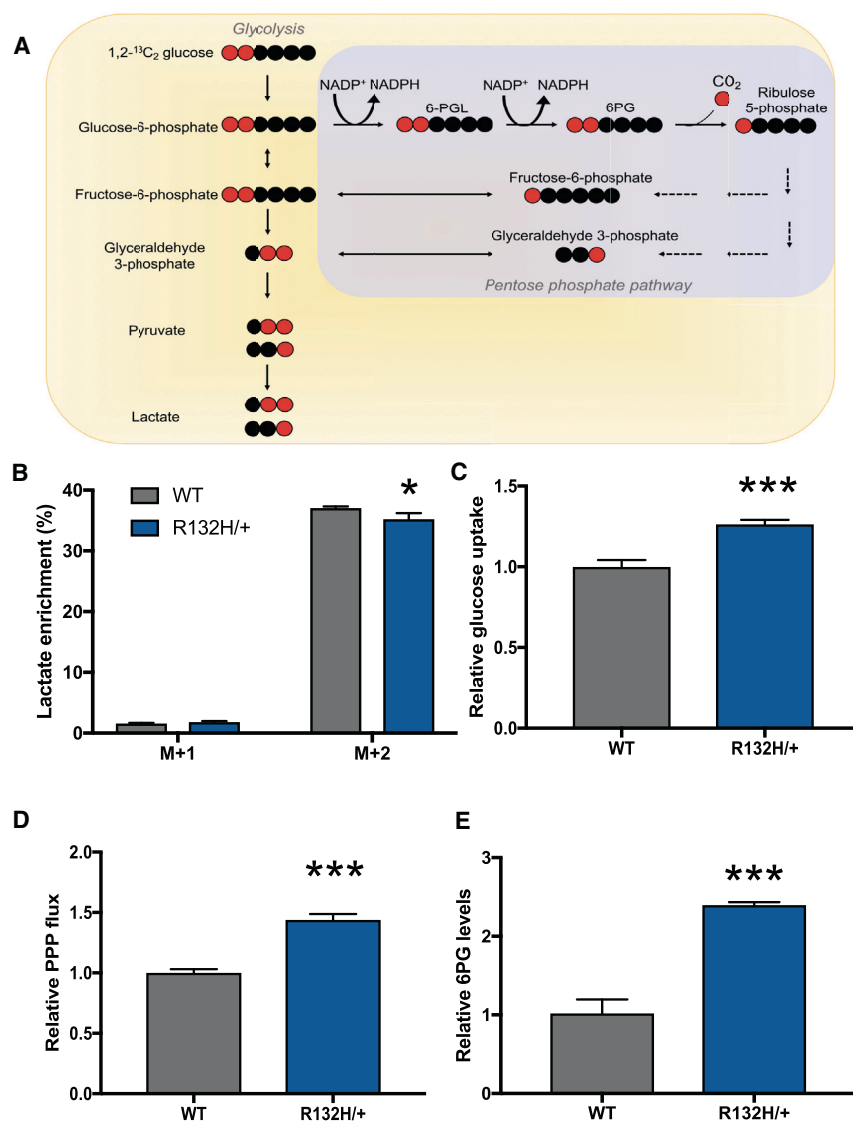 A
Glycolysis
1,2-¹³C₂ glucose
NADP⁺ NADPH
NADP⁺ NADPH
CO₂
6-PGL
6PG
Ribulose
5-phosphate
Glucose-6-phosphate
Fructose-6-phosphate
Fructose-6-phosphate
Glyceraldehyde 3-phosphate
Glyceraldehyde
3-phosphate
Pentose phosphate pathway
Pyruvate
Lactate
B
Lactate enrichment (%)
40
30
20
10
0
WT
R132H/+
*
M+1
M+2
C
Relative glucose uptake
1.5
1.0
0.5
0.0
***
WT
R132H/+
D
Relative PPP flux
2.0
1.5
1.0
0.5
0.0
***
WT
R132H/+
E
Relative 6PG levels
3
2
1
0
***
WT
R132H/+